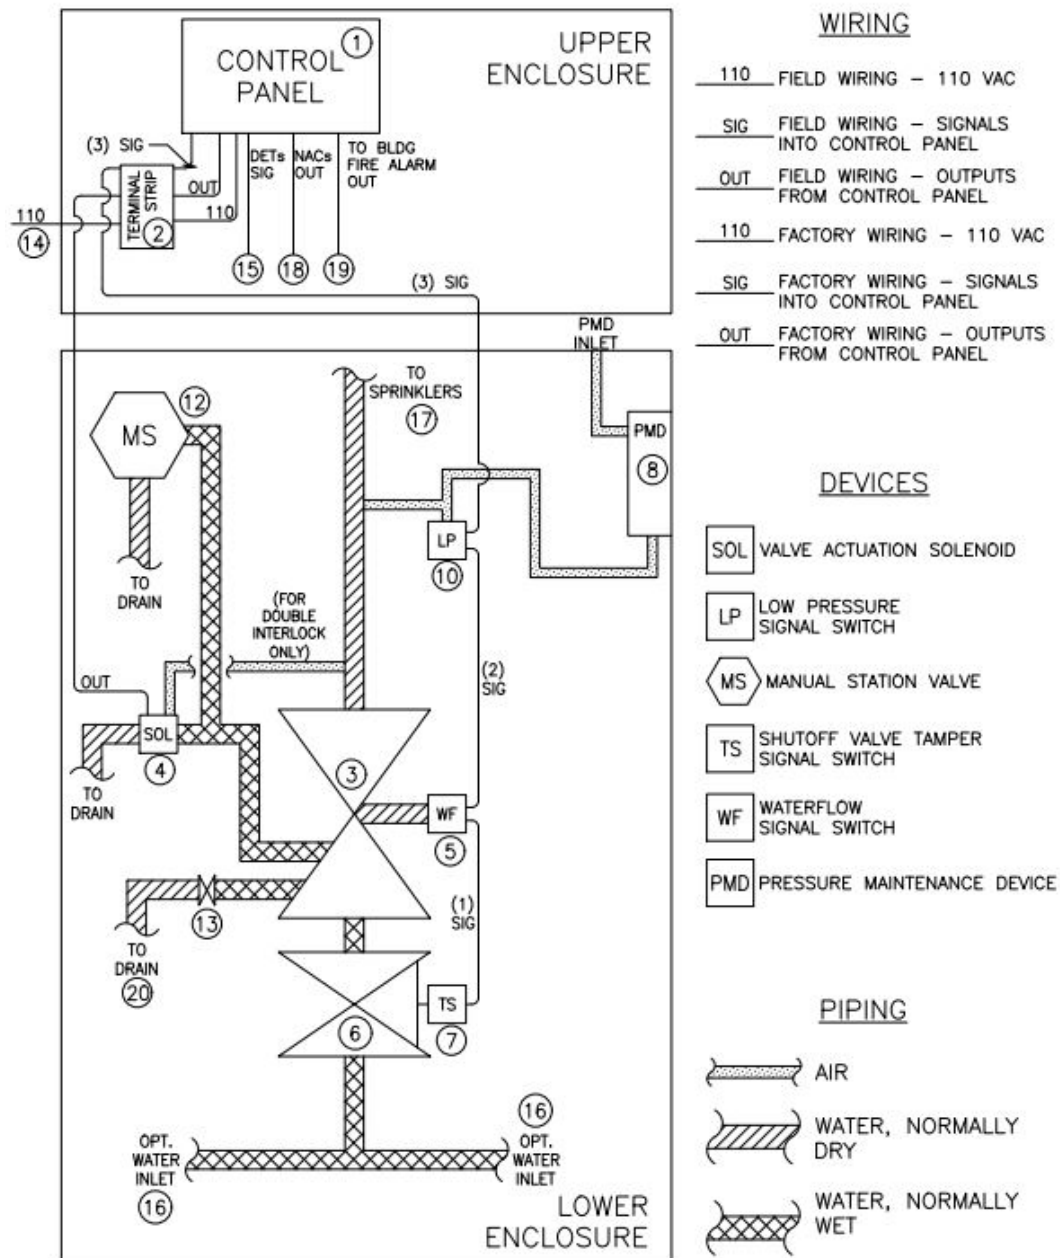 UPPER
ENCLOSURE
1
CONTROL
PANEL
(3) SIG
TERMINAL
STRIP
2
OUT
110
110
14
DETs
SIG
NACs
OUT
TO BLDG
FIRE ALARM
OUT
15
18
19
(3) SIG
PMD
INLET
TO
SPRINKLERS
17
12
MS
TO
DRAIN
PMD
8
LP
10
(FOR
DOUBLE
INTERLOCK
ONLY)
(2)
SIG
OUT
SOL
4
TO
DRAIN
3
WF
5
13
TO
DRAIN
20
(1)
SIG
TS
7
6
16
OPT.
WATER
INLET
OPT.
WATER
INLET
16
LOWER
ENCLOSURE
WIRING
110 FIELD WIRING – 110 VAC
SIG FIELD WIRING – SIGNALS
INTO CONTROL PANEL
OUT FIELD WIRING – OUTPUTS
FROM CONTROL PANEL
110 FACTORY WIRING – 110 VAC
SIG FACTORY WIRING – SIGNALS
INTO CONTROL PANEL
OUT FACTORY WIRING – OUTPUTS
FROM CONTROL PANEL
DEVICES
SOL VALVE ACTUATION SOLENOID
LP LOW PRESSURE
SIGNAL SWITCH
MS MANUAL STATION VALVE
TS SHUTOFF VALVE TAMPER
SIGNAL SWITCH
WF WATERFLOW
SIGNAL SWITCH
PMD PRESSURE MAINTENANCE DEVICE
PIPING
AIR
WATER, NORMALLY
DRY
WATER, NORMALLY
WET